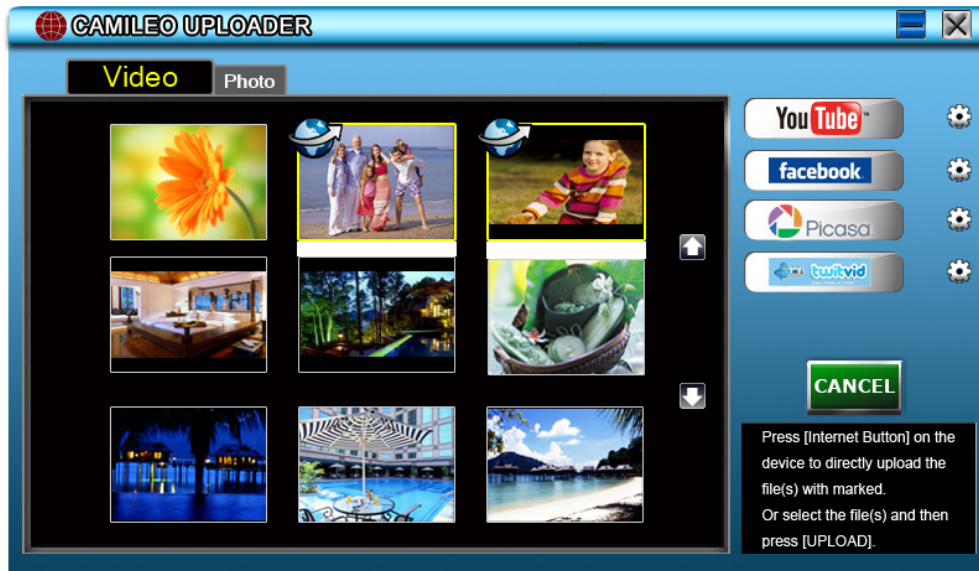 CAMILEO UPLOADER
Video
Photo
YouTube
facebook
Picasa
twitvid
CANCEL
Press [Internet Button] on the
device to directly upload the
file(s) with marked.
Or select the file(s) and then
press [UPLOAD].